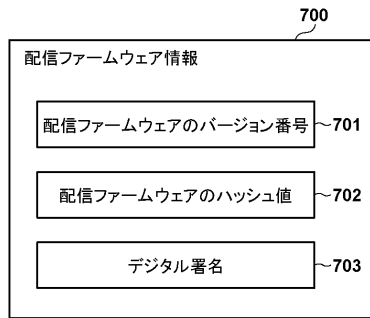 700
配信ファームウェア情報
配信ファームウェアのバージョン番号 701
配信ファームウェアのハッシュ値 702
デジタル署名 703